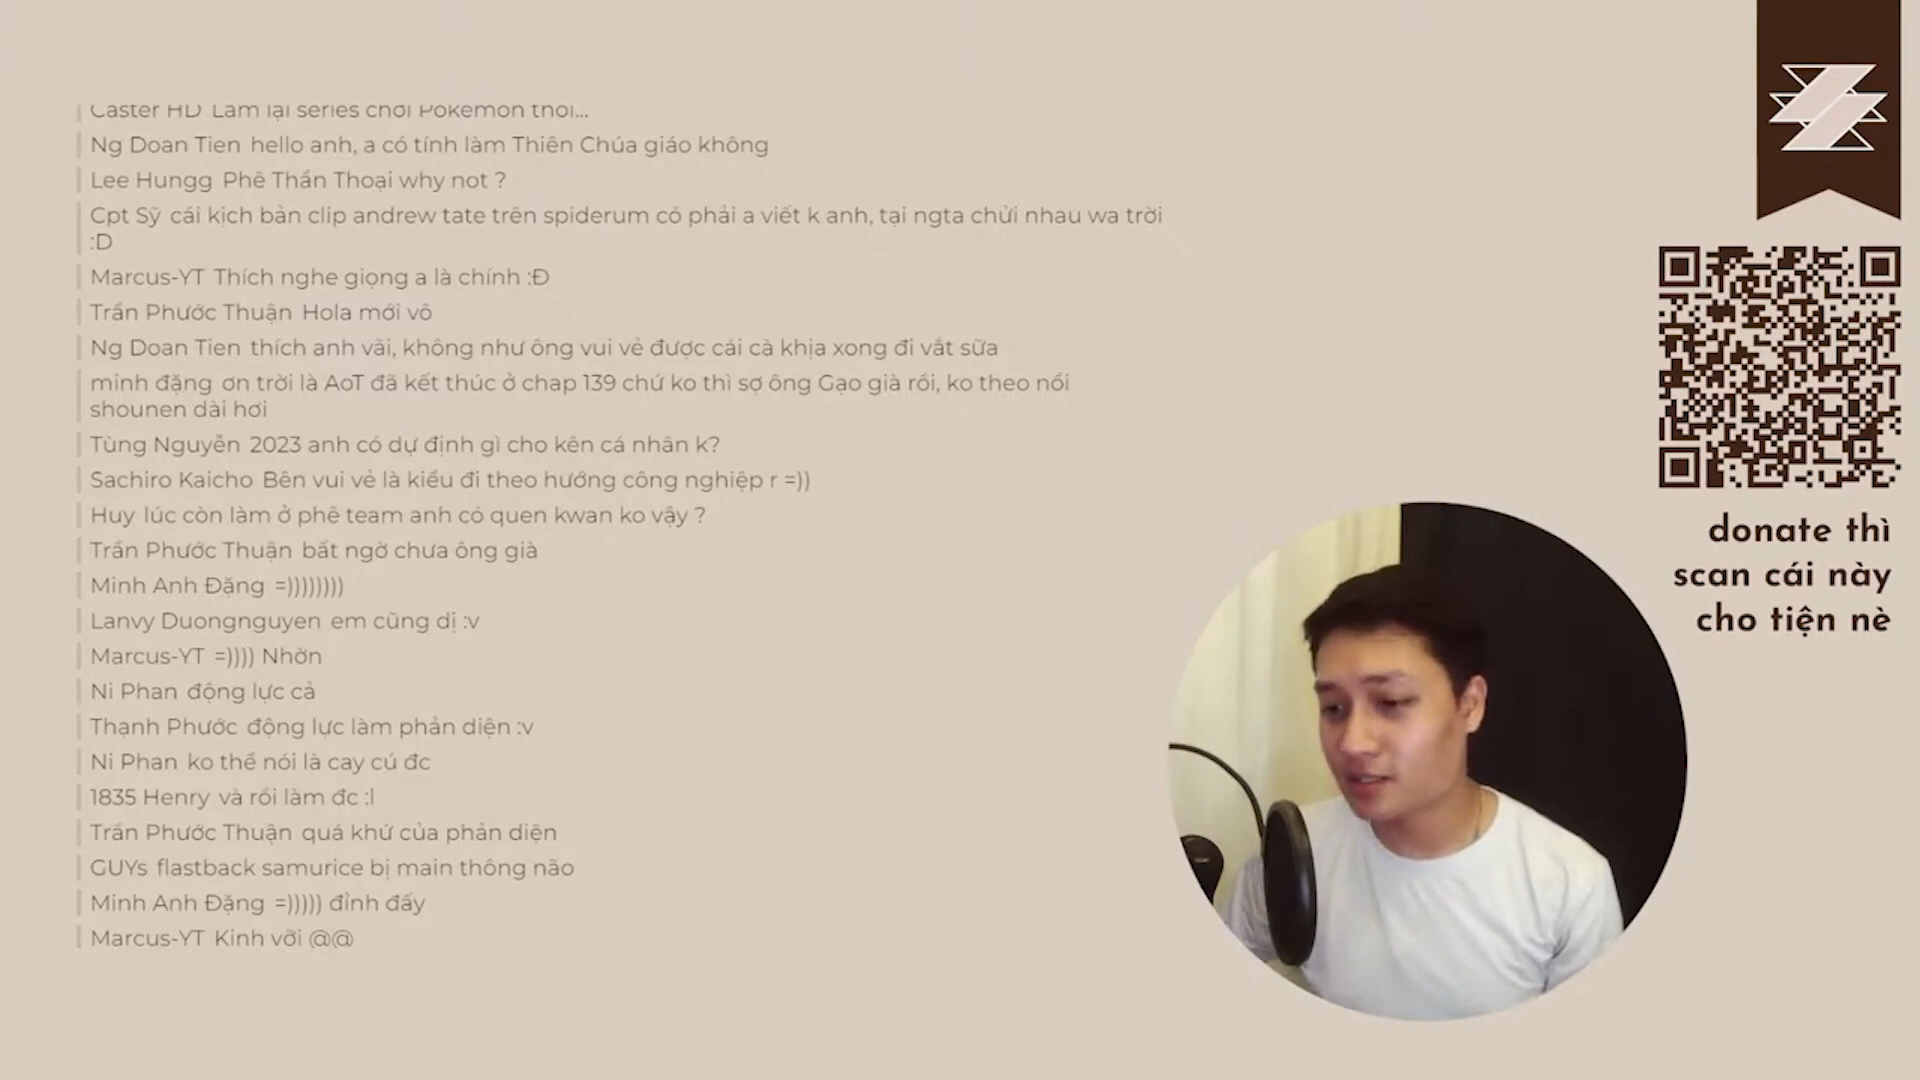 Caster HD Làm lại series chơi Pokemon thôi...
Ng Doan Tien hello anh, a có tính làm Thiên Chúa giáo không
Lee Hungg Phê Thần Thoại why not ?
Cpt Sỹ cái kịch bản clip andrew tate trên spiderum có phải a viết k anh, tại ngta chửi nhau wa trời
:D
Marcus-YT Thích nghe giọng a là chính :Đ
Trần Phước Thuận Hola mới vô
Ng Doan Tien thích anh vãi, không như ông vui vẻ được cái cà khịa xong đi vắt sữa
minh đặng ơn trời là AoT đã kết thúc ở chap 139 chứ ko thì sợ ông Gạo già rồi, ko theo nổi
shounen dài hơi
Tùng Nguyễn 2023 anh có dự định gì cho kên cá nhân k?
Sachiro Kaicho Bên vui vẻ là kiểu đi theo hướng công nghiệp r =))
Huy lúc còn làm ở phê team anh có quen kwan ko vậy ?
Trần Phước Thuận bất ngờ chưa ông già
Minh Anh Đặng =))))))))
Lanvy Duongnguyen em cũng dị :v
Marcus-YT =)))) Nhờn
Ni Phan động lực cả
Thạnh Phước động lực làm phản diện :v
Ni Phan ko thể nói là cay cú đc
1835 Henry và rồi làm đc :l
Trần Phước Thuận quá khứ của phản diện
GUYs flastback samurice bị main thông não
Minh Anh Đặng =))))) đỉnh đấy
Marcus-YT Kinh vỡi @@
donate thì
scan cái này
cho tiện nè